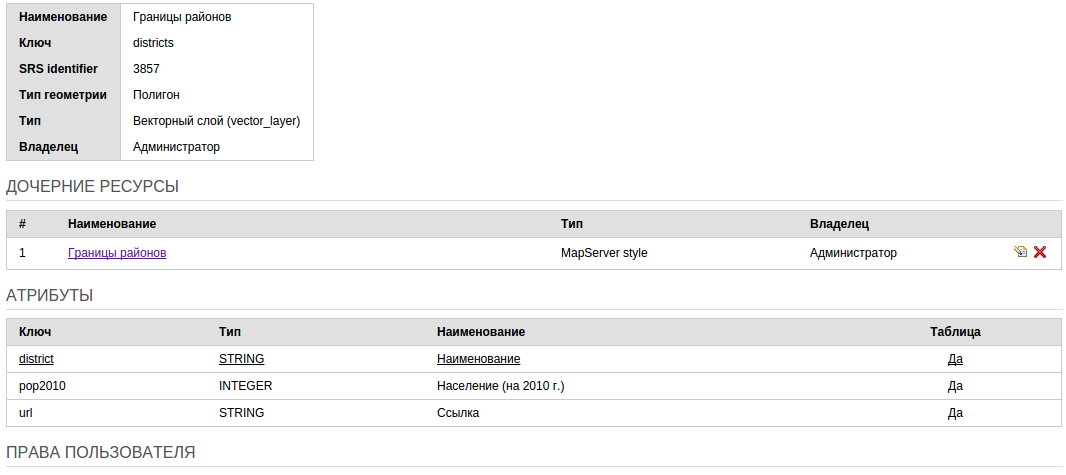 Наименование Границы районов
Ключ districts
SRS identifier 3857
Тип геометрии Полигон
Тип Векторный слой (vector_layer)
Владелец Администратор
ДОЧЕРНИЕ РЕСУРСЫ
# Наименование Тип Владелец
1 Границы районов MapServer style Администратор
АТРИБУТЫ
Ключ Тип Наименование Таблица
district STRING Наименование Да
pop2010 INTEGER Население (на 2010 г.) Да
url STRING Ссылка Да
ПРАВА ПОЛЬЗОВАТЕЛЯ